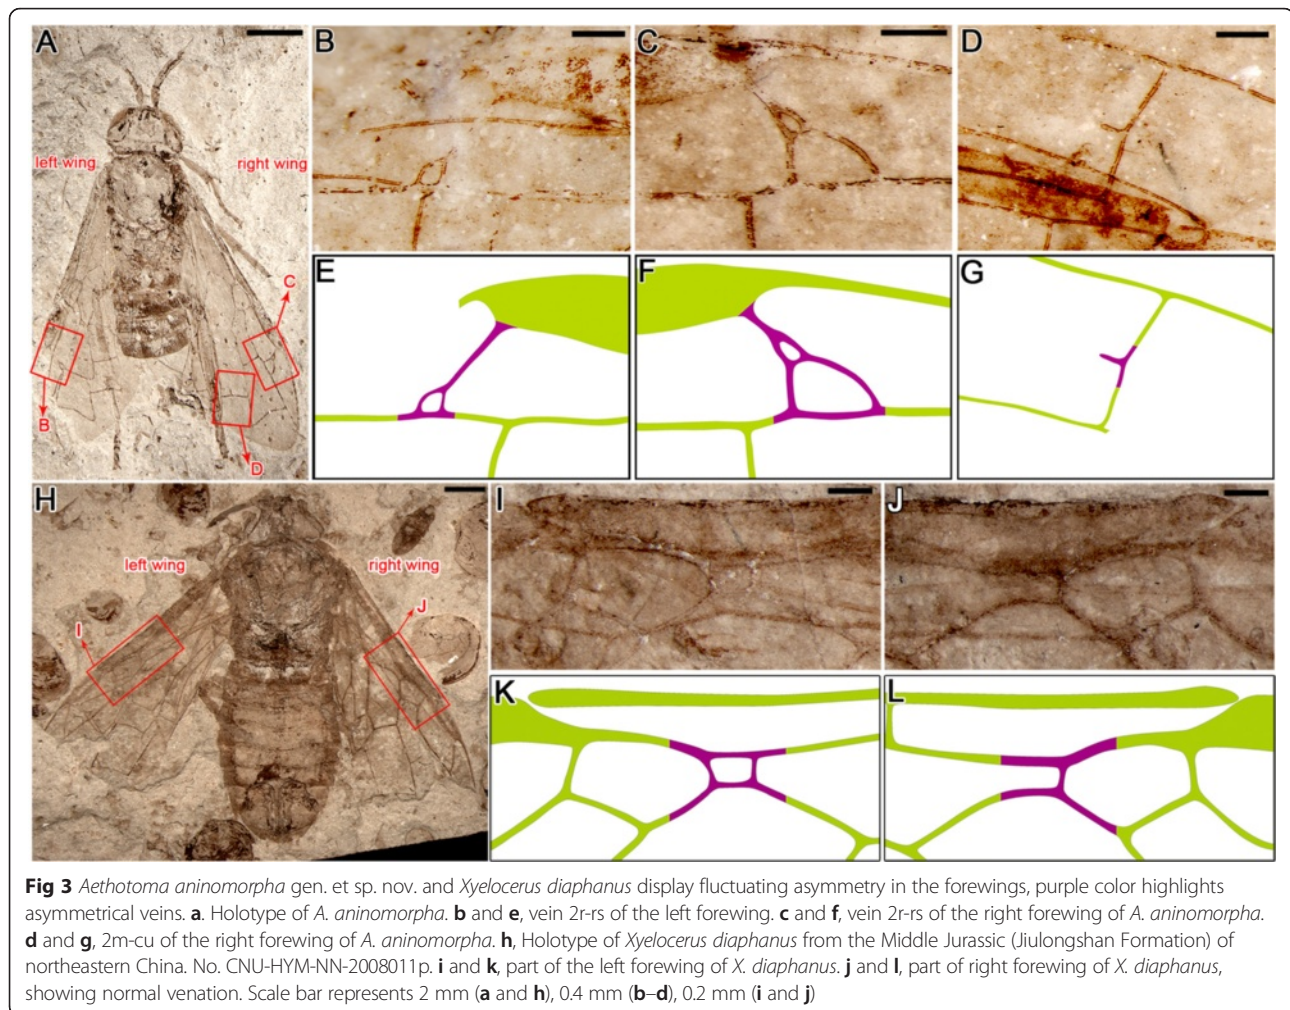 A
B
C
D
left wing
right wing
C
B
D
E
F
G
H
I
J
left wing
right wing
J
I
K
L
Fig 3 Aethotoma aninomorpha gen. et sp. nov. and Xyelocerus diaphanus display fluctuating asymmetry in the forewings, purple color highlights
asymmetrical veins. a. Holotype of A. aninomorpha. b and e, vein 2r-rs of the left forewing. c and f, vein 2r-rs of the right forewing of A. aninomorpha.
d and g, 2m-cu of the right forewing of A. aninomorpha. h, Holotype of Xyelocerus diaphanus from the Middle Jurassic (Jiulongshan Formation) of
northeastern China. No. CNU-HYM-NN-2008011p. i and k, part of the left forewing of X. diaphanus. j and l, part of right forewing of X. diaphanus,
showing normal venation. Scale bar represents 2 mm (a and h), 0.4 mm (b–d), 0.2 mm (i and j)